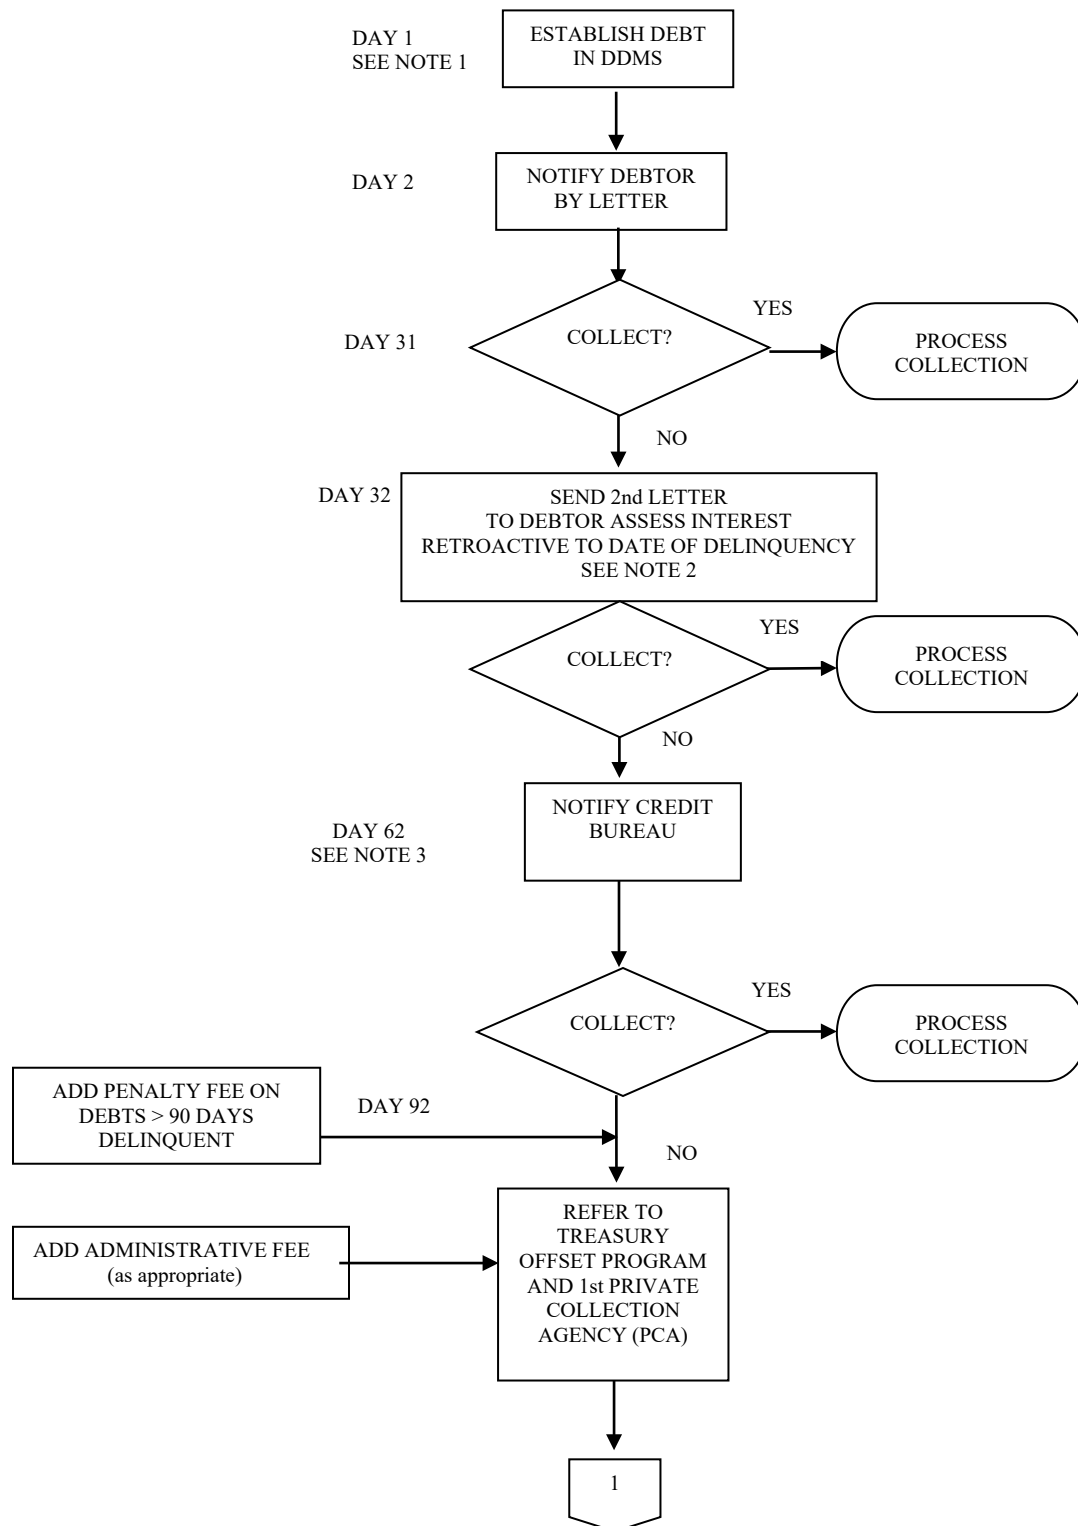 DAY 1
SEE NOTE 1
ESTABLISH DEBT
IN DDMS
DAY 2
NOTIFY DEBTOR
BY LETTER
DAY 31
COLLECT?
YES
PROCESS
COLLECTION
NO
DAY 32
SEND 2nd LETTER
TO DEBTOR ASSESS INTEREST
RETROACTIVE TO DATE OF DELINQUENCY
SEE NOTE 2
COLLECT?
YES
PROCESS
COLLECTION
NO
DAY 62
SEE NOTE 3
NOTIFY CREDIT
BUREAU
COLLECT?
YES
PROCESS
COLLECTION
ADD PENALTY FEE ON
DEBTS > 90 DAYS
DELINQUENT
DAY 92
NO
ADD ADMINISTRATIVE FEE
(as appropriate)
REFER TO
TREASURY
OFFSET PROGRAM
AND 1st PRIVATE
COLLECTION
AGENCY (PCA)
1